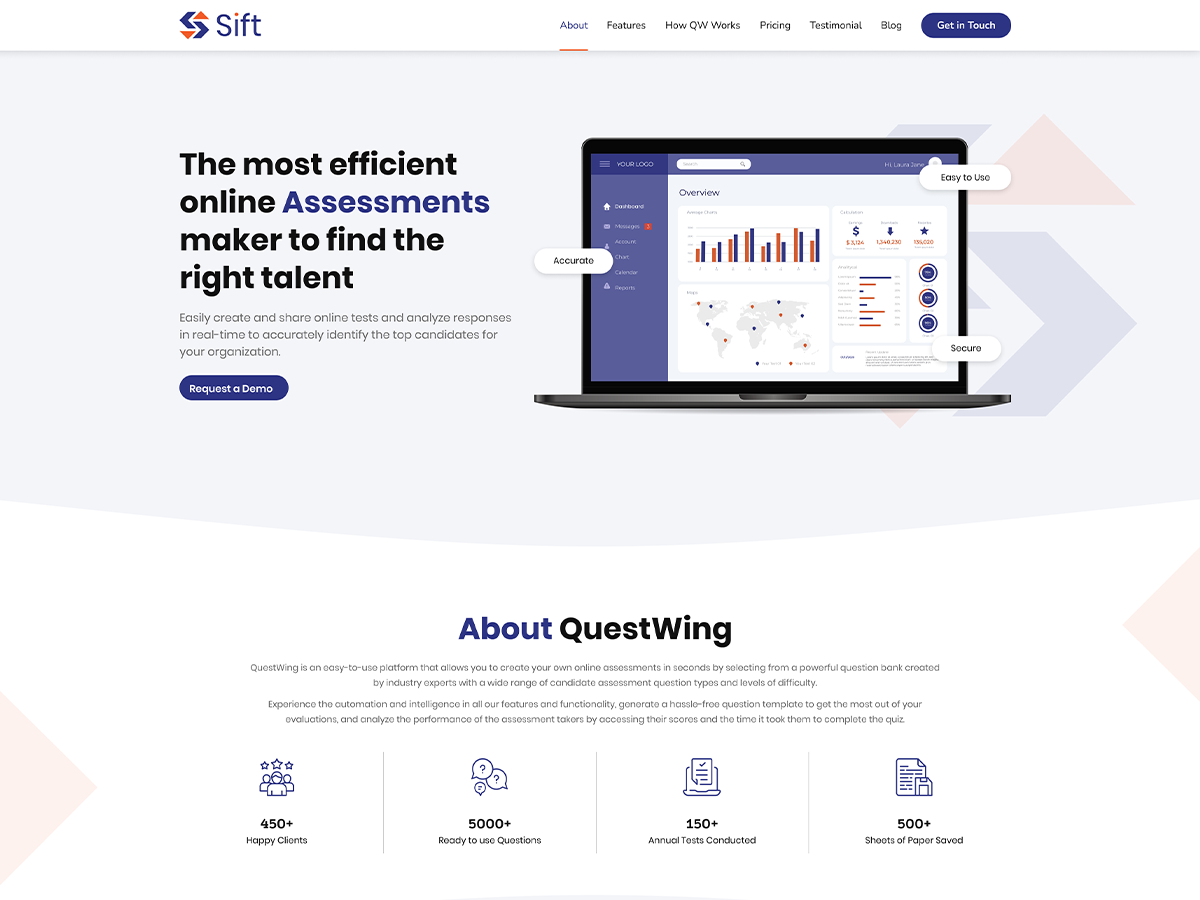 Sift
About Features How QW Works Pricing Testimonial Blog Get in Touch
The most efficient
online Assessments
maker to find the
right talent
Easily create and share online tests and analyze responses
in real-time to accurately identify the top candidates for
your organization.
Request a Demo
YOUR LOGO
Search
Hi, Laura Jane
Easy to Use
Accurate
Secure
Overview
Dashboard
Messages
Account
Chart
Calendar
Reports
Average Charts
Calculation
$ 3,124 1,340,230 135,020
Maps
About QuestWing
QuestWing is an easy-to-use platform that allows you to create your own online assessments in seconds by selecting from a powerful question bank created
by industry experts with a wide range of candidate assessment question types and levels of difficulty.
Experience the automation and intelligence in all our features and functionality, generate a hassle-free question template to get the most out of your
evaluations, and analyze the performance of the assessment takers by accessing their scores and the time it took them to complete the quiz.
450+ 5000+ 150+ 500+
Happy Clients Ready to use Questions Annual Tests Conducted Sheets of Paper Saved